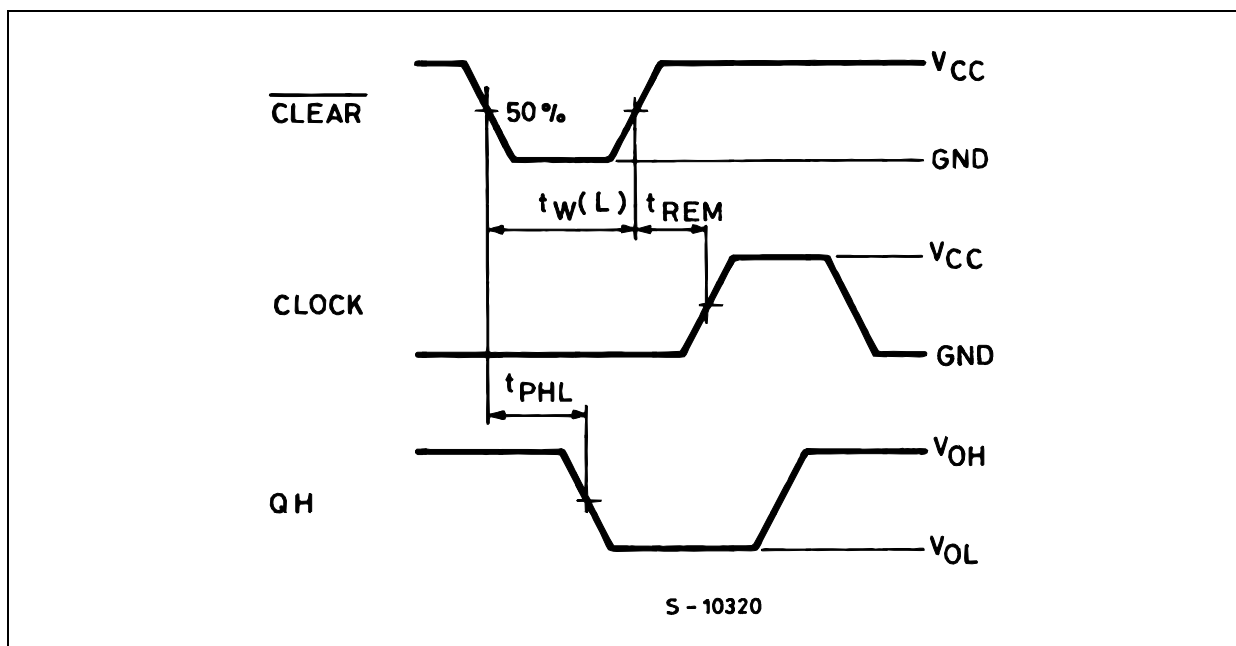 VCC
CLEAR
50%
GND
tW(L)
tREM
VCC
CLOCK
GND
tPHL
VOH
QH
VOL
S-10320